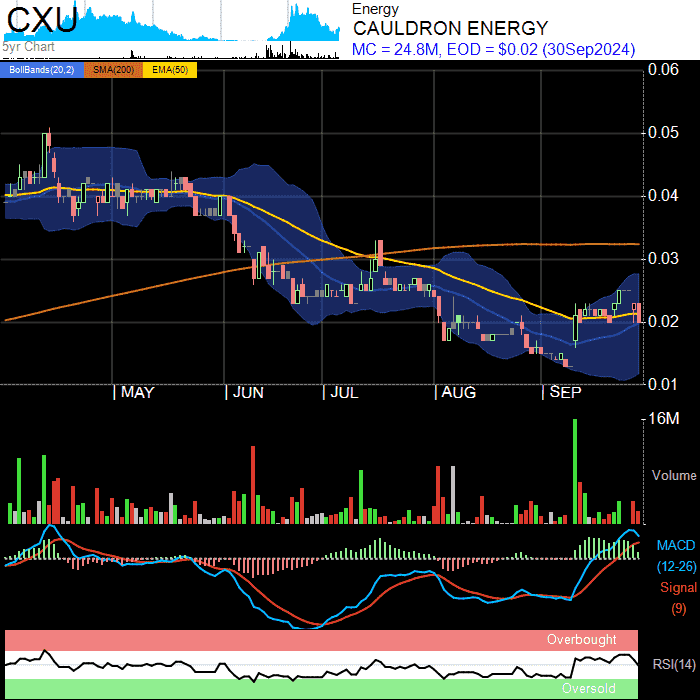 CXU
5yr Chart
Energy
CAULDRON ENERGY
MC = 24.8M, EOD = $0.02 (30Sep2024)
BollBands(20,2) SMA(200) EMA(50)
0.06
0.05
0.04
0.03
0.02
0.01
MAY JUN JUL AUG SEP
16M
Volume
MACD
(12-26)
Signal
(9)
Overbought
RSI(14)
Oversold